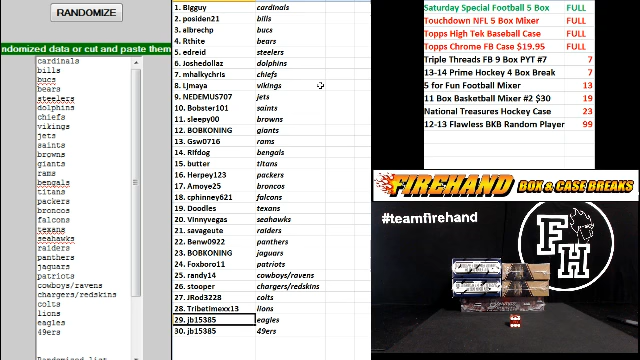 RANDOMIZE
ndomized data or cut and paste them
cardinals
bills
bucs
bears
steelers
dolphins
chiefs
vikings
jets
saints
browns
giants
rams
bengals
titans
packers
broncos
falcons
texans
seahawks
raiders
panthers
jaguars
patriots
cowboys/ravens
chargers/redskins
colts
lions
eagles
49ers
Randomized list
1. Bigguy cardinals
2. posiden21 bills
3. albrechp bucs
4. Rthite bears
5. edreid steelers
6. Joshedollaz dolphins
7. mhalkychris chiefs
8. Ljmaya vikings
9. NEDEMUS707 jets
10. Bobster101 saints
11. sleepy00 browns
12. BOBKONING giants
13. Gsw0716 rams
14. Rlfdog bengals
15. butter titans
16. Herpey123 packers
17. Amoye25 broncos
18. cphinney621 falcons
19. Doodles texans
20. Vinnyvegas seahawks
21. savageute raiders
22. Benw0922 panthers
23. BOBKONING jaguars
24. Foxboro11 patriots
25. randy14 cowboys/ravens
26. stooper chargers/redskins
27. JRod3228 colts
28. Tribetimexx13 lions
29. jb15385 eagles
30. jb15385 49ers
Saturday Special Football 5 Box FULL
Touchdown NFL 5 Box Mixer FULL
Topps High Tek Baseball Case FULL
Topps Chrome FB Case $19.95 FULL
Triple Threads FB 9 Box PYT #7 7
13-14 Prime Hockey 4 Box Break 7
5 for Fun Football Mixer 13
11 Box Basketball Mixer #2 $30 19
National Treasures Hockey Case 23
12-13 Flawless BKB Random Player 99
FIREHAND BOX & CASE BREAKS
#teamfirehand
FH